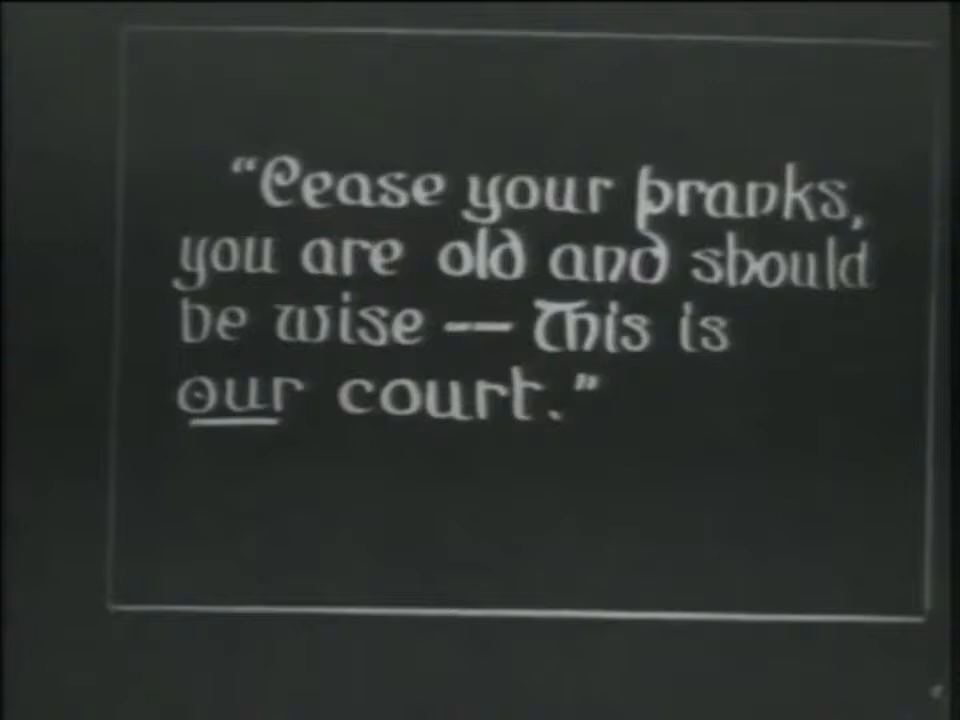 "Cease your pranks,
you are old and should
be wise — This is
our court."